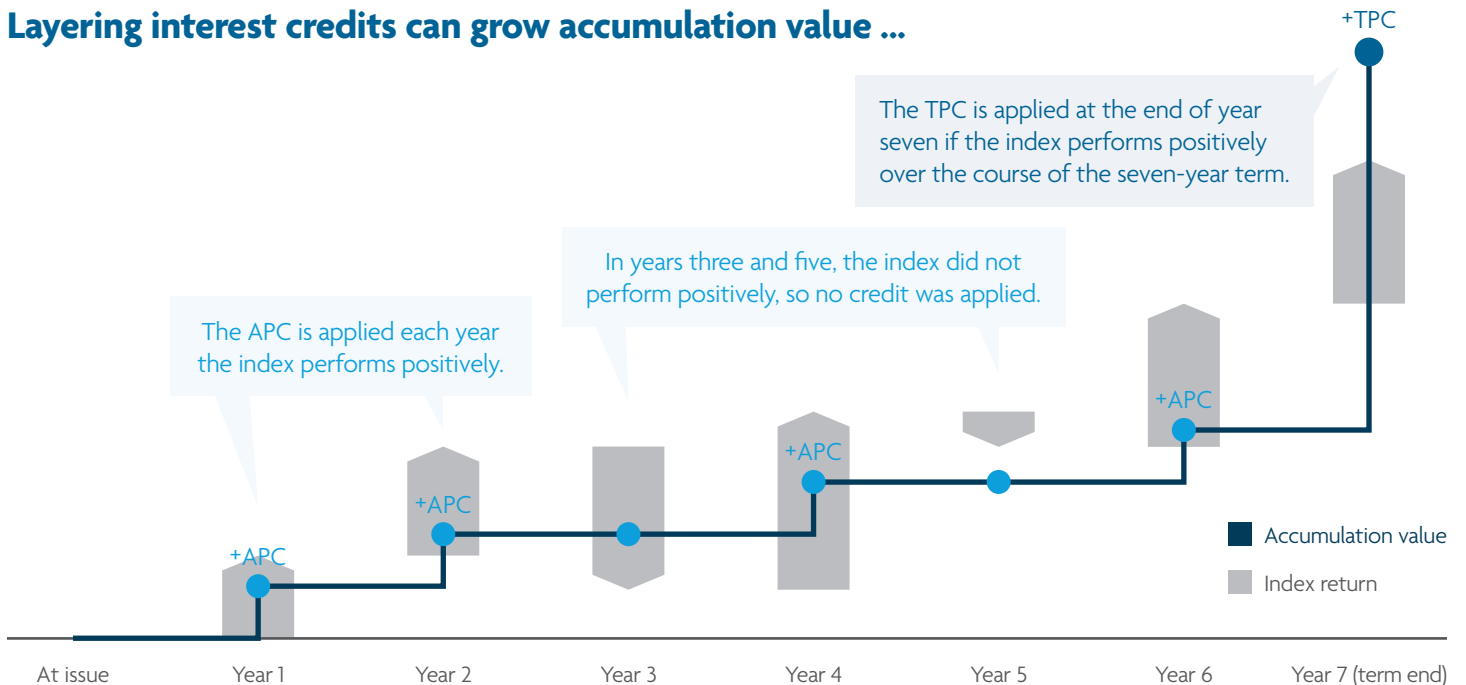 Layering interest credits can grow accumulation value ...
+TPC
The TPC is applied at the end of year
seven if the index performs positively
over the course of the seven-year term.
In years three and five, the index did not
perform positively, so no credit was applied.
The APC is applied each year
the index performs positively.
+APC
+APC
+APC
+APC
Accumulation value
Index return
At issue
Year 1
Year 2
Year 3
Year 4
Year 5
Year 6
Year 7 (term end)